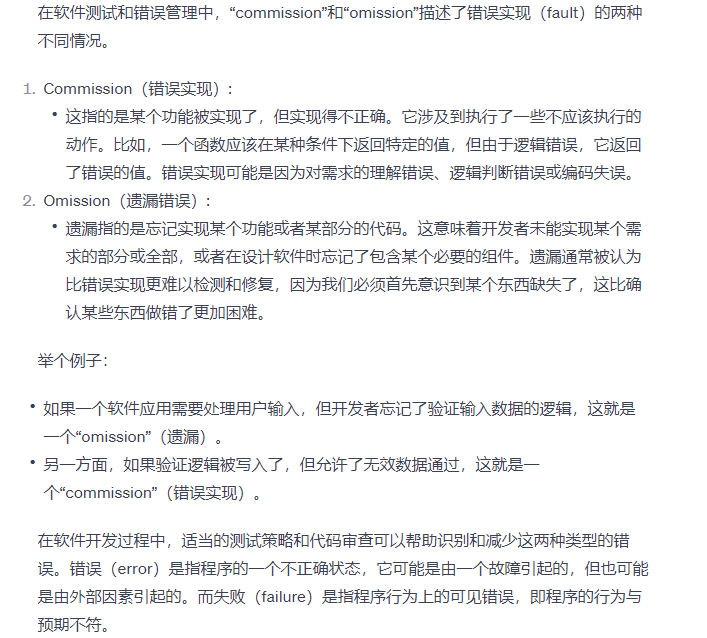 在软件测试和错误管理中，“commission”和“omission”描述了错误实现（fault）的两种
不同情况。
1. Commission（错误实现）：
• 这指的是某个功能被实现了，但实现得不正确。它涉及到执行了一些不应该执行的
动作。比如，一个函数应该在某种条件下返回特定的值，但由于逻辑错误，它返回
了错误的值。错误实现可能是因为对需求的理解错误、逻辑判断错误或编码失误。
2. Omission（遗漏错误）：
• 遗漏指的是忘记实现某个功能或者某部分的代码。这意味着开发者未能实现某个需
求的部分或全部，或者在设计软件时忘记了包含某个必要的组件。遗漏通常被认为
比错误实现更难以检测和修复，因为我们必须首先意识到某个东西缺失了，这比确
认某些东西做错了更加困难。
举个例子：
• 如果一个软件应用需要处理用户输入，但开发者忘记了验证输入数据的逻辑，这就是
一个“omission”（遗漏）。
• 另一方面，如果验证逻辑被写入了，但允许了无效数据通过，这就是一
个“commission”（错误实现）。
在软件开发过程中，适当的测试策略和代码审查可以帮助识别和减少这两种类型的错
误。错误（error）是指程序的一个不正确状态，它可能是由一个故障引起的，但也可能
是由外部因素引起的。而失败（failure）是指程序行为上的可见错误，即程序的行为与
预期不符。